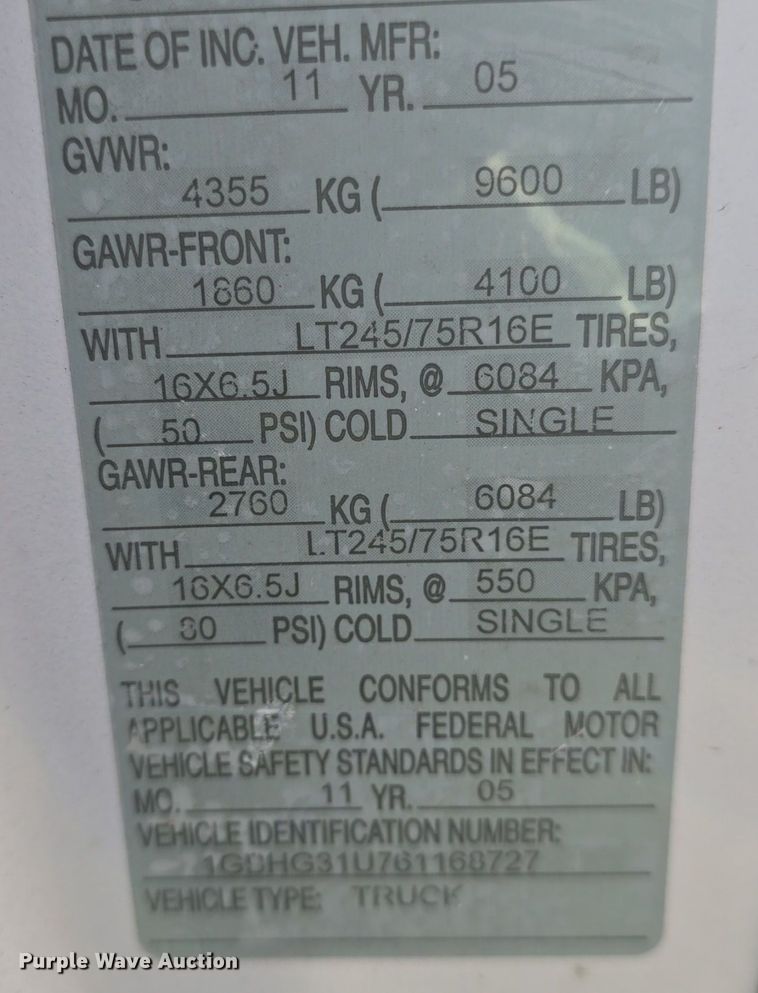 DATE OF INC. VEH. MFR:
MO. 11 YR. 05
GVWR:
4355 KG ( 9600 LB)
GAWR-FRONT:
1860 KG ( 4100 LB)
WITH LT245/75R16E TIRES,
16X6.5J RIMS, @ 6084 KPA,
( 50 PSI) COLD SINGLE
GAWR-REAR:
2760 KG ( 6084 LB)
WITH LT245/75R16E TIRES,
16X6.5J RIMS, @ 550 KPA,
( 80 PSI) COLD SINGLE
THIS VEHICLE CONFORMS TO ALL
APPLICABLE U.S.A. FEDERAL MOTOR
VEHICLE SAFETY STANDARDS IN EFFECT IN:
MO. 11 YR. 05
VEHICLE IDENTIFICATION NUMBER:
1GDHG31U761168727
VEHICLE TYPE: TRUCK
Purple Wave Auction